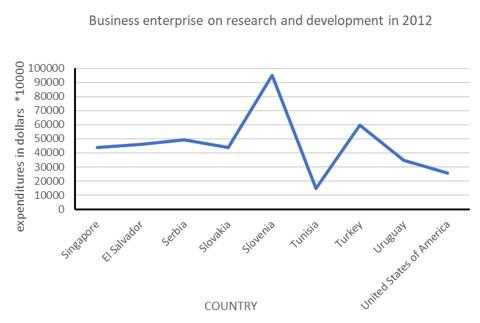 Business enterprise on research and development in 2012
expenditures in dollars *10000
100000
90000
80000
70000
60000
50000
40000
30000
20000
10000
0
Singapore
El Salvador
Serbia
Slovakia
Slovenia
Tunisia
Turkey
Uruguay
United States of America
COUNTRY